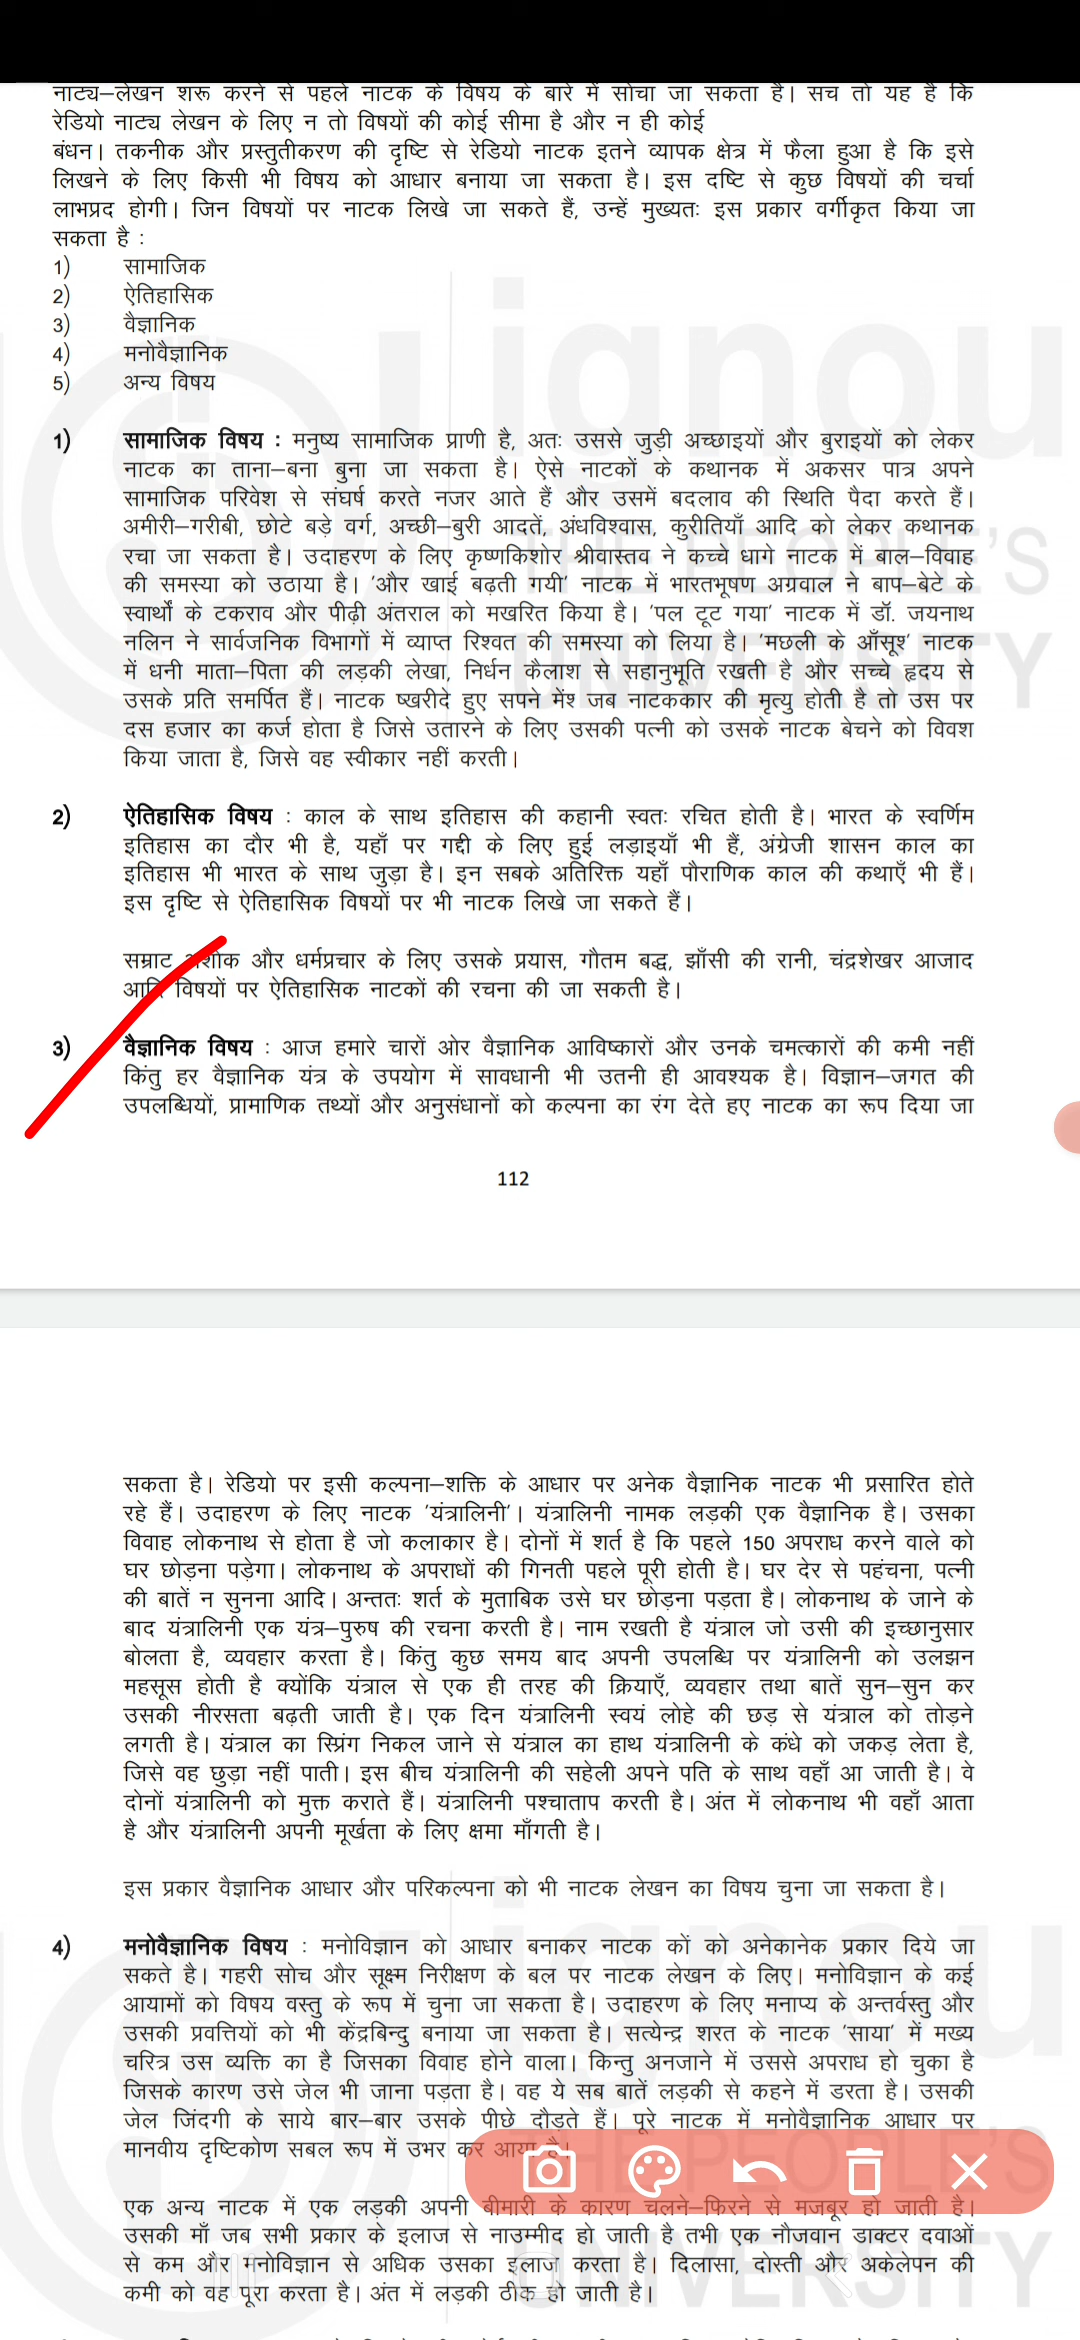 नाट्य–लेखन शरू करने से पहले नाटक के विषय के बारे में सोचा जा सकता है। सच तो यह है कि
रेडियो नाट्य लेखन के लिए न तो विषयों की कोई सीमा है और न ही कोई
बंधन। तकनीक और प्रस्तुतीकरण की दृष्टि से रेडियो नाटक इतने व्यापक क्षेत्र में फैला हुआ है कि इसे
लिखने के लिए किसी भी विषय को आधार बनाया जा सकता है। इस दष्टि से कुछ विषयों की चर्चा
लाभप्रद होगी। जिन विषयों पर नाटक लिखे जा सकते हैं, उन्हें मुख्यतः इस प्रकार वर्गीकृत किया जा
सकता है :
1) सामाजिक
2) ऐतिहासिक
3) वैज्ञानिक
4) मनोवैज्ञानिक
5) अन्य विषय
ignou
THE PEOPLE'S
UNIVERSITY
1) सामाजिक विषय : मनुष्य सामाजिक प्राणी है, अतः उससे जुड़ी अच्छाइयों और बुराइयों को लेकर
नाटक का ताना–बना बुना जा सकता है। ऐसे नाटकों के कथानक में अकसर पात्र अपने
सामाजिक परिवेश से संघर्ष करते नजर आते हैं और उसमें बदलाव की स्थिति पैदा करते हैं।
अमीरी–गरीबी, छोटे बड़े वर्ग, अच्छी–बुरी आदतें, अंधविश्वास, कुरीतियाँ आदि को लेकर कथानक
रचा जा सकता है। उदाहरण के लिए कृष्णकिशोर श्रीवास्तव ने कच्चे धागे नाटक में बाल–विवाह
की समस्या को उठाया है। 'और खाई बढ़ती गयी' नाटक में भारतभूषण अग्रवाल ने बाप–बेटे के
स्वार्थों के टकराव और पीढ़ी अंतराल को मखरित किया है। 'पल टूट गया' नाटक में डॉ. जयनाथ
नलिन ने सार्वजनिक विभागों में व्याप्त रिश्वत की समस्या को लिया है। 'मछली के आँसूश' नाटक
में धनी माता–पिता की लड़की लेखा, निर्धन कैलाश से सहानुभूति रखती है और सच्चे हृदय से
उसके प्रति समर्पित हैं। नाटक ष्खरीदे हुए सपने मेंश जब नाटककार की मृत्यु होती है तो उस पर
दस हजार का कर्ज होता है जिसे उतारने के लिए उसकी पत्नी को उसके नाटक बेचने को विवश
किया जाता है, जिसे वह स्वीकार नहीं करती।
2) ऐतिहासिक विषय : काल के साथ इतिहास की कहानी स्वतः रचित होती है। भारत के स्वर्णिम
इतिहास का दौर भी है, यहाँ पर गद्दी के लिए हुई लड़ाइयाँ भी हैं, अंग्रेजी शासन काल का
इतिहास भी भारत के साथ जुड़ा है। इन सबके अतिरिक्त यहाँ पौराणिक काल की कथाएँ भी हैं।
इस दृष्टि से ऐतिहासिक विषयों पर भी नाटक लिखे जा सकते हैं।
सम्राट अशोक और धर्मप्रचार के लिए उसके प्रयास, गौतम बद्ध, झाँसी की रानी, चंद्रशेखर आजाद
आदि विषयों पर ऐतिहासिक नाटकों की रचना की जा सकती है।
3) वैज्ञानिक विषय : आज हमारे चारों ओर वैज्ञानिक आविष्कारों और उनके चमत्कारों की कमी नहीं
किंतु हर वैज्ञानिक यंत्र के उपयोग में सावधानी भी उतनी ही आवश्यक है। विज्ञान–जगत की
उपलब्धियों, प्रामाणिक तथ्यों और अनुसंधानों को कल्पना का रंग देते हए नाटक का रूप दिया जा
112
सकता है। रेडियो पर इसी कल्पना–शक्ति के आधार पर अनेक वैज्ञानिक नाटक भी प्रसारित होते
रहे हैं। उदाहरण के लिए नाटक 'यंत्रालिनी'। यंत्रालिनी नामक लड़की एक वैज्ञानिक है। उसका
विवाह लोकनाथ से होता है जो कलाकार है। दोनों में शर्त है कि पहले 150 अपराध करने वाले को
घर छोड़ना पड़ेगा। लोकनाथ के अपराधों की गिनती पहले पूरी होती है। घर देर से पहंचना, पत्नी
की बातें न सुनना आदि। अन्ततः शर्त के मुताबिक उसे घर छोड़ना पड़ता है। लोकनाथ के जाने के
बाद यंत्रालिनी एक यंत्र–पुरुष की रचना करती है। नाम रखती है यंत्राल जो उसी की इच्छानुसार
बोलता है, व्यवहार करता है। किंतु कुछ समय बाद अपनी उपलब्धि पर यंत्रालिनी को उलझन
महसूस होती है क्योंकि यंत्राल से एक ही तरह की क्रियाएँ, व्यवहार तथा बातें सुन–सुन कर
उसकी नीरसता बढ़ती जाती है। एक दिन यंत्रालिनी स्वयं लोहे की छड़ से यंत्राल को तोड़ने
लगती है। यंत्राल का स्प्रिंग निकल जाने से यंत्राल का हाथ यंत्रालिनी के कंधे को जकड़ लेता है,
जिसे वह छुड़ा नहीं पाती। इस बीच यंत्रालिनी की सहेली अपने पति के साथ वहाँ आ जाती है। वे
दोनों यंत्रालिनी को मुक्त कराते हैं। यंत्रालिनी पश्चाताप करती है। अंत में लोकनाथ भी वहाँ आता
है और यंत्रालिनी अपनी मूर्खता के लिए क्षमा माँगती है।
इस प्रकार वैज्ञानिक आधार और परिकल्पना को भी नाटक लेखन का विषय चुना जा सकता है।
ignou
THE PEOPLE'S
UNIVERSITY
4) मनोवैज्ञानिक विषय : मनोविज्ञान को आधार बनाकर नाटक कों को अनेकानेक प्रकार दिये जा
सकते है। गहरी सोच और सूक्ष्म निरीक्षण के बल पर नाटक लेखन के लिए। मनोविज्ञान के कई
आयामों को विषय वस्तु के रूप में चुना जा सकता है। उदाहरण के लिए मनाप्य के अन्तर्वस्तु और
उसकी प्रवत्तियों को भी केंद्रबिन्दु बनाया जा सकता है। सत्येन्द्र शरत के नाटक 'साया' में मख्य
चरित्र उस व्यक्ति का है जिसका विवाह होने वाला। किन्तु अनजाने में उससे अपराध हो चुका है
जिसके कारण उसे जेल भी जाना पड़ता है। वह ये सब बातें लड़की से कहने में डरता है। उसकी
जेल जिंदगी के साये बार–बार उसके पीछे दौड़ते हैं। पूरे नाटक में मनोवैज्ञानिक आधार पर
मानवीय दृष्टिकोण सबल रूप में उभर कर आया है।
एक अन्य नाटक में एक लड़की अपनी बीमारी के कारण चलने–फिरने से मजबूर हो जाती है।
उसकी माँ जब सभी प्रकार के इलाज से नाउम्मीद हो जाती है तभी एक नौजवान डाक्टर दवाओं
से कम और मनोविज्ञान से अधिक उसका इलाज करता है। दिलासा, दोस्ती और अकेलेपन की
कमी को वह पूरा करता है। अंत में लड़की ठीक हो जाती है।